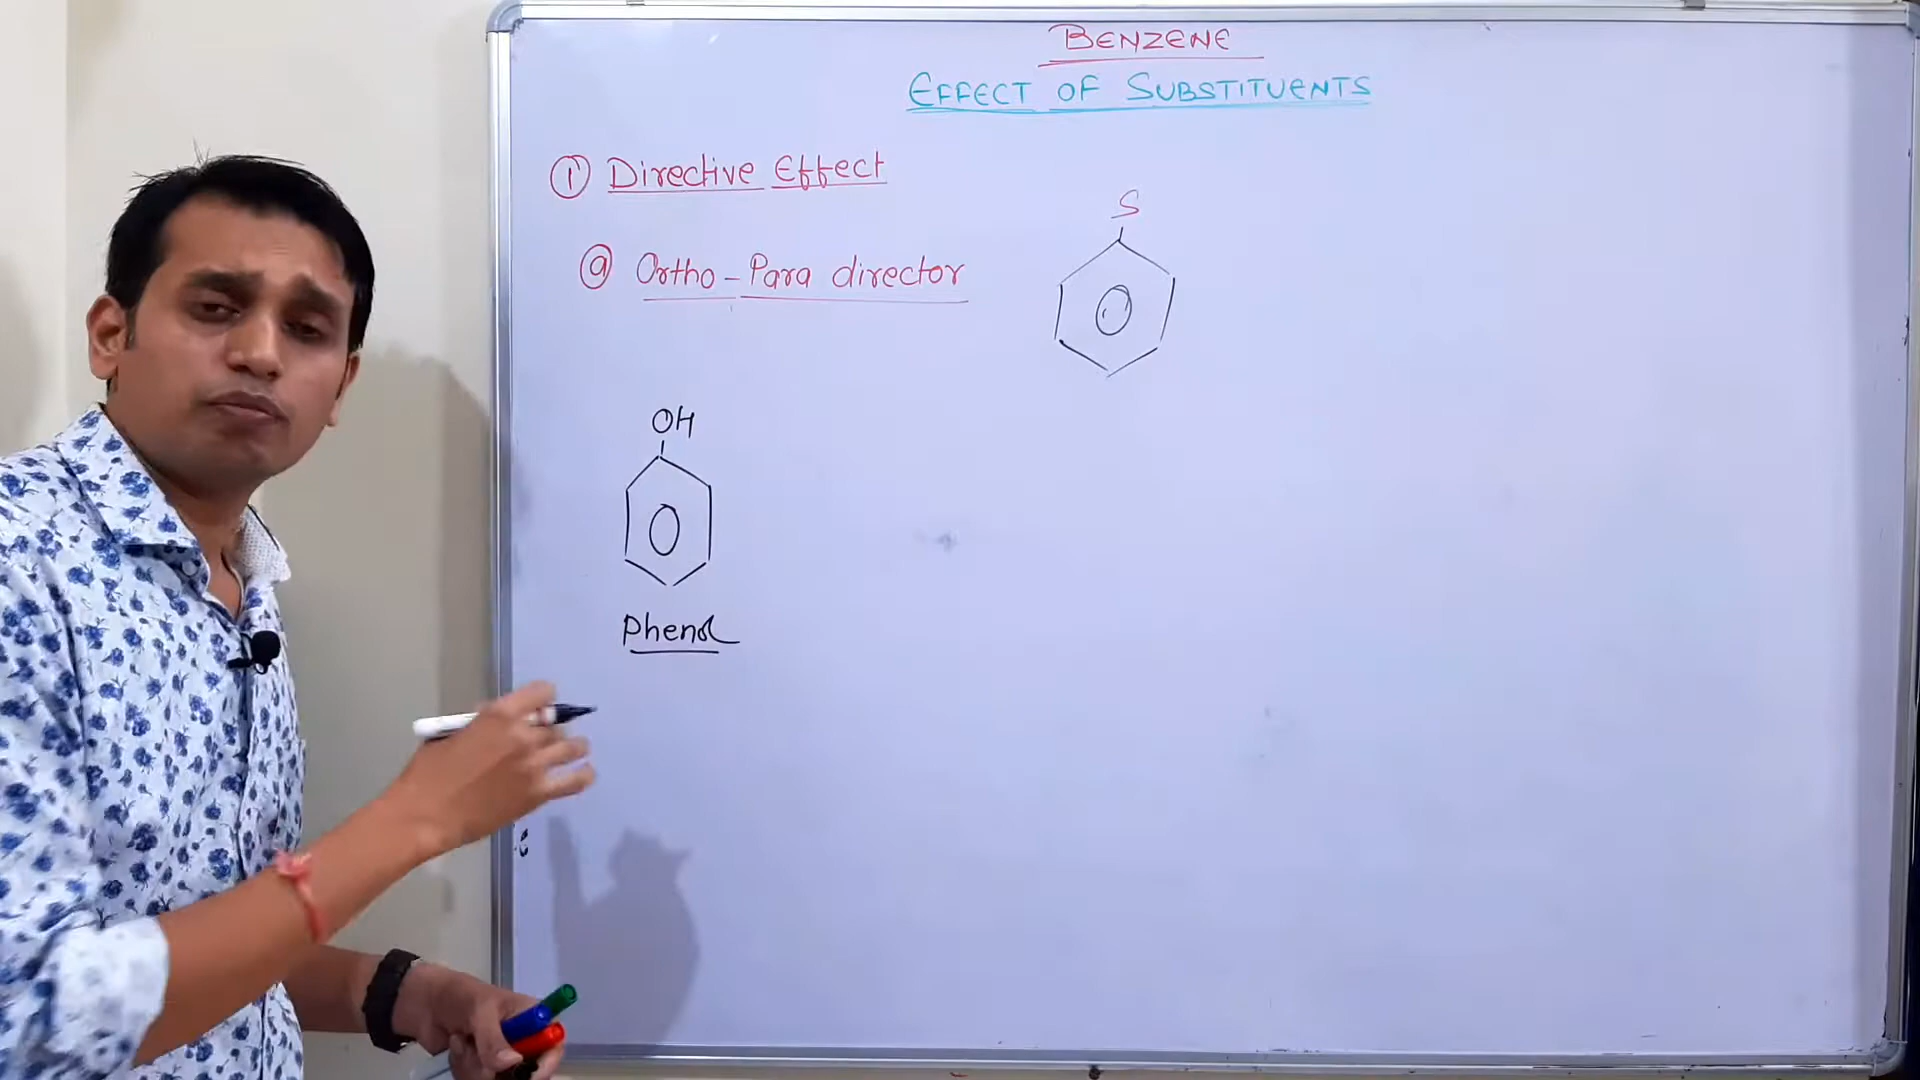 BENZENE
EFFECT OF SUBSTITUENTS
① Directive Effect
S
ⓐ Ortho-Para director
OH
Phenol